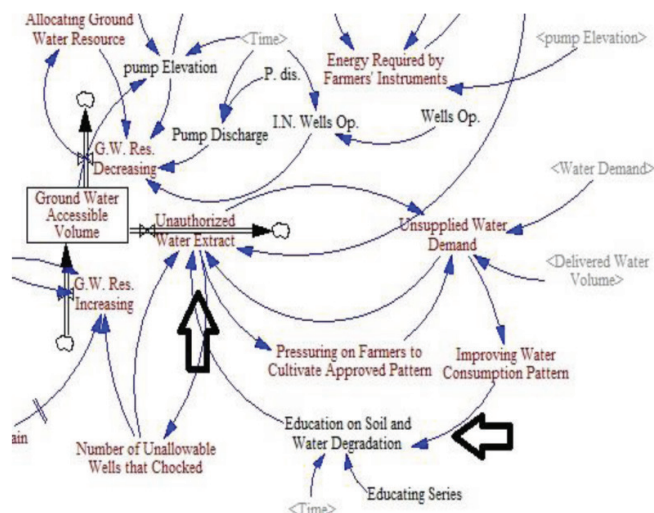 Allocating Ground
Water Resource
<Time>
<pump Elevation>
pump Elevation
Energy Required by
Farmers' Instruments
P. dis.
Pump Discharge
I.N. Wells Op.
Wells Op.
G.W. Res.
Decreasing
<Water Demand>
Ground Water
Accessible
Volume
Unauthorized
Water Extract
Unsupplied Water
Demand
<Delivered Water
Volume>
G.W. Res.
Increasing
Pressuring on Farmers to
Cultivate Approved Pattern
Improving Water
Consumption Pattern
ain
Number of Unallowable
Wells that Chocked
Education on Soil and
Water Degradation
Educating Series
<Time>